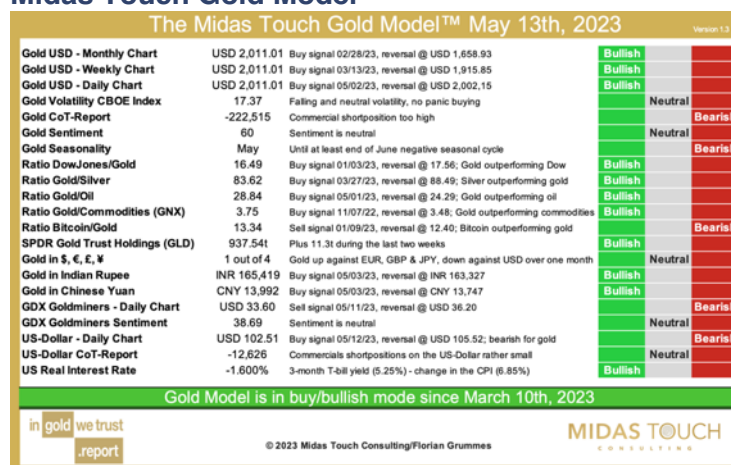 Midas Touch Gold Model
The Midas Touch Gold Model™ May 13th, 2023
Version 1.3
Gold USD - Monthly Chart USD 2,011.01 Buy signal 02/28/23, reversal @ USD 1,658.93 Bullish
Gold USD - Weekly Chart USD 2,011.01 Buy signal 03/13/23, reversal @ USD 1,915.85 Bullish
Gold USD - Daily Chart USD 2,011.01 Buy signal 05/02/23, reversal @ USD 2,002,15 Bullish
Gold Volatility CBOE Index 17.37 Falling and neutral volatility, no panic buying Neutral
Gold CoT-Report -222,515 Commercial shortposition too high Bearish
Gold Sentiment 60 Sentiment is neutral Neutral
Gold Seasonality May Until at least end of June negative seasonal cycle Bearish
Ratio DowJones/Gold 16.49 Buy signal 01/03/23, reversal @ 17.56; Gold outperforming Dow Bullish
Ratio Gold/Silver 83.62 Buy signal 03/27/23, reversal @ 88.49; Silver outperforming gold Bullish
Ratio Gold/Oil 28.84 Buy signal 05/01/23, reversal @ 24.29; Gold outperforming oil Bullish
Ratio Gold/Commodities (GNX) 3.75 Buy signal 11/07/22, reversal @ 3.48; Gold outperforming commodities Bullish
Ratio Bitcoin/Gold 13.34 Sell signal 01/09/23, reversal @ 12.40; Bitcoin outperforming gold Bearish
SPDR Gold Trust Holdings (GLD) 937.54t Plus 11.3t during the last two weeks Bullish
Gold in $, €, £, ¥ 1 out of 4 Gold up against EUR, GBP & JPY, down against USD over one month Neutral
Gold in Indian Rupee INR 165,419 Buy signal 05/03/23, reversal @ INR 163,327 Bullish
Gold in Chinese Yuan CNY 13,992 Buy signal 05/03/23, reversal @ CNY 13,747 Bullish
GDX Goldminers - Daily Chart USD 33.60 Sell signal 05/11/23, reversal @ USD 36.20 Bearish
GDX Goldminers Sentiment 38.69 Sentiment is neutral Neutral
US-Dollar - Daily Chart USD 102.51 Buy signal 05/12/23, reversal @ USD 105.52; bearish for gold Bearish
US-Dollar CoT-Report -12,626 Commercials shortpositions on the US-Dollar rather small Neutral
US Real Interest Rate -1.600% 3-month T-bill yield (5.25%) - change in the CPI (6.85%) Bullish
Gold Model is in buy/bullish mode since March 10th, 2023
in gold we trust
.report
© 2023 Midas Touch Consulting/Florian Grummes
MIDAS TOUCH
CONSULTING